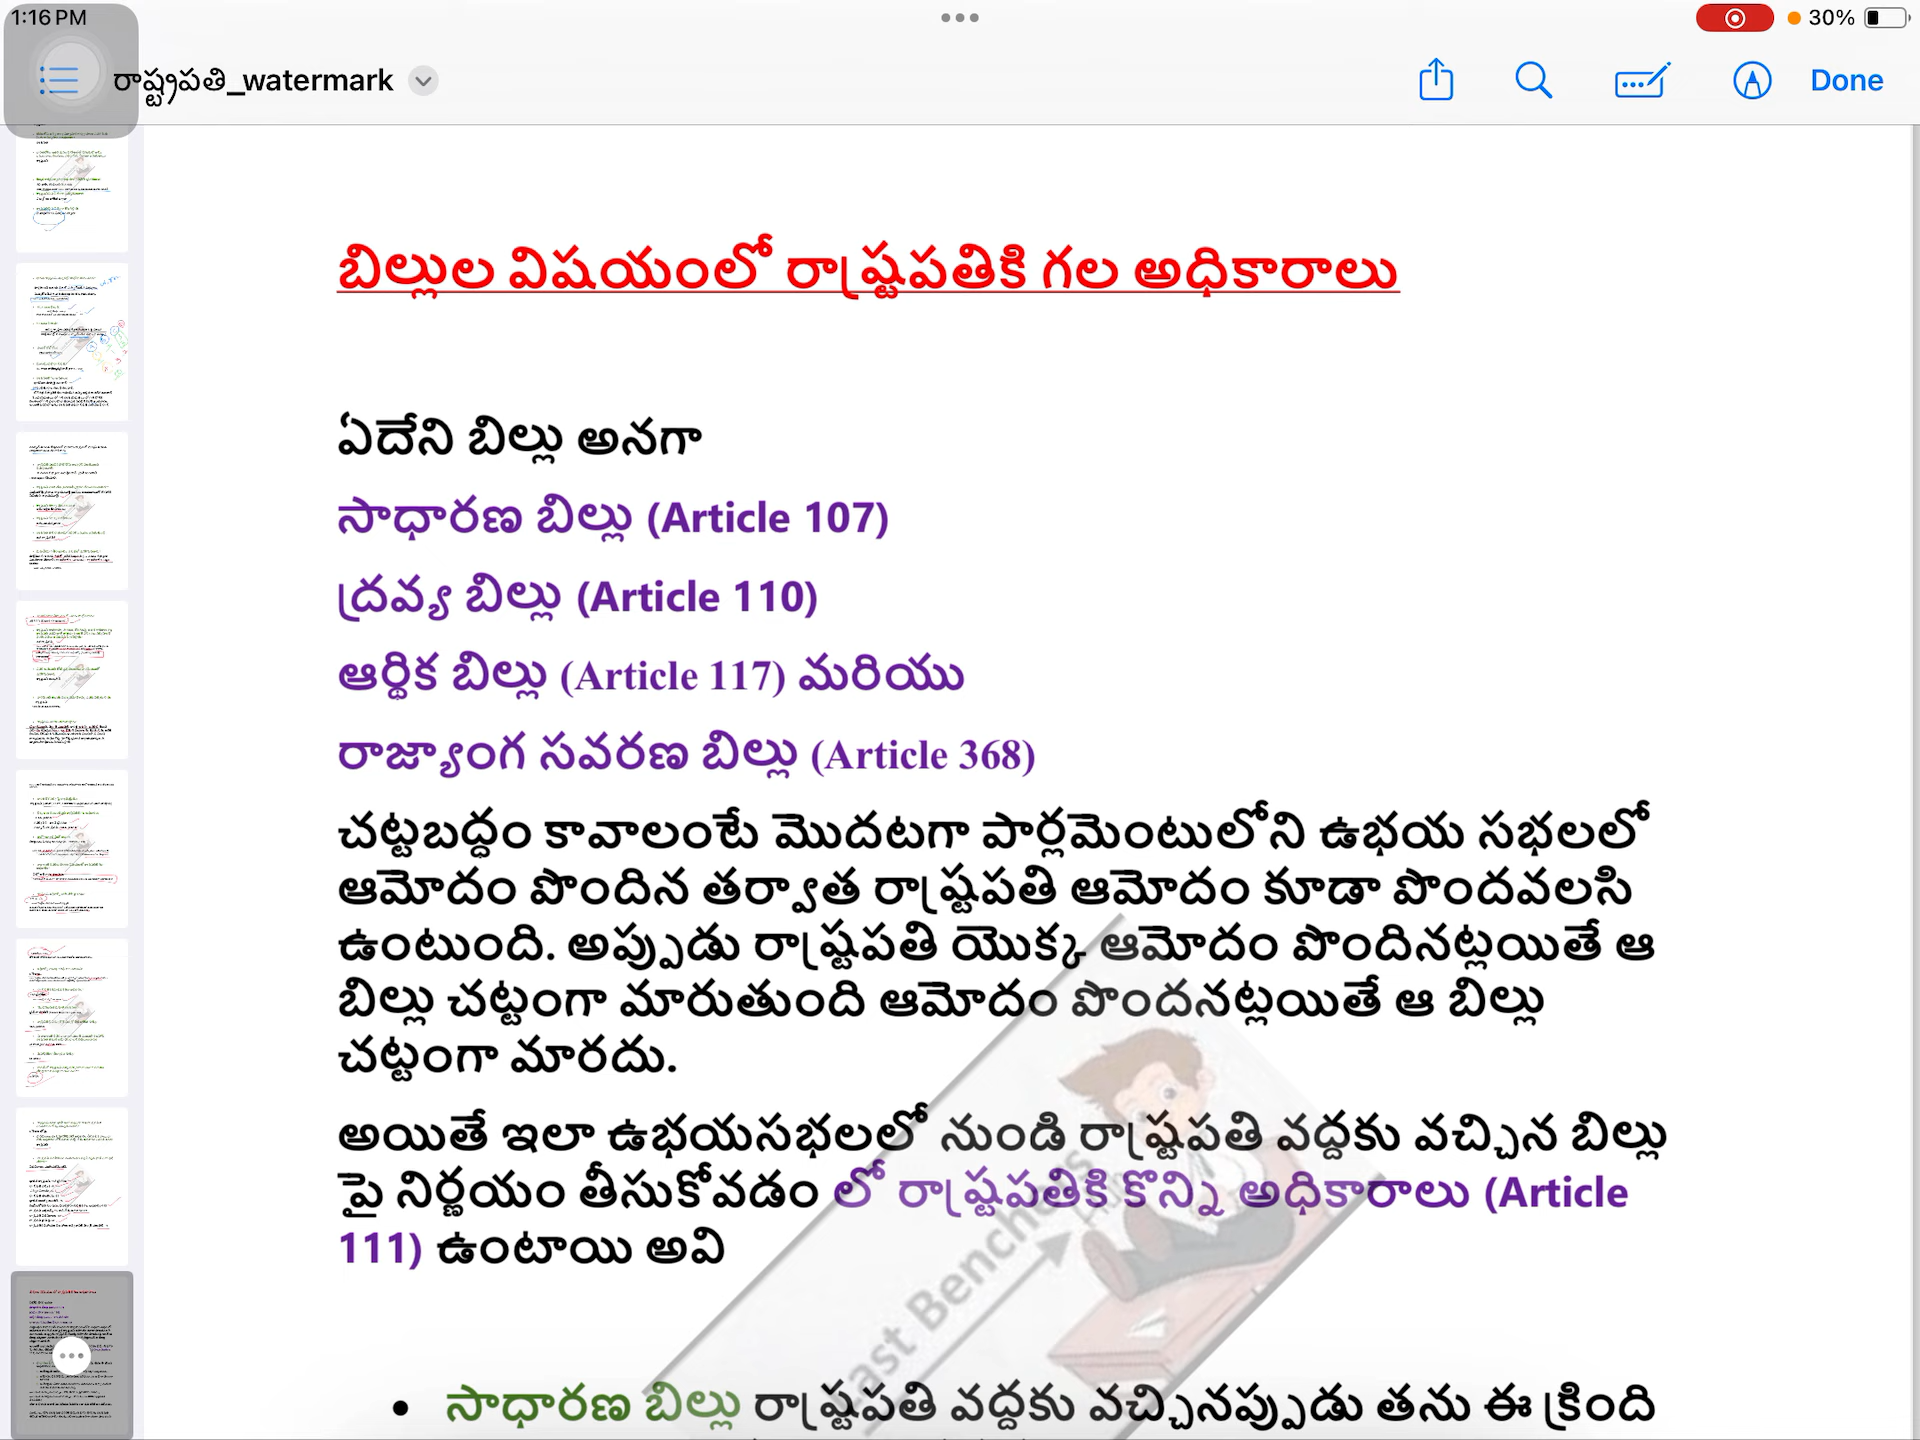 1:16 PM
30%
రాష్ట్రపతి_watermark
Done
బిల్లుల విషయంలో రాష్ట్రపతికి గల అధికారాలు
ఏదేని బిల్లు అనగా
సాధారణ బిల్లు (Article 107)
ద్రవ్య బిల్లు (Article 110)
ఆర్థిక బిల్లు (Article 117) మరియు
రాజ్యాంగ సవరణ బిల్లు (Article 368)
చట్టబద్ధం కావాలంటే మొదటగా పార్లమెంటులోని ఉభయ సభలలో
ఆమోదం పొందిన తర్వాత రాష్ట్రపతి ఆమోదం కూడా పొందవలసి
ఉంటుంది. అప్పుడు రాష్ట్రపతి యొక్క ఆమోదం పొందినట్లయితే ఆ
బిల్లు చట్టంగా మారుతుంది ఆమోదం పొందనట్లయితే ఆ బిల్లు
చట్టంగా మారదు.
అయితే ఇలా ఉభయసభలలో నుండి రాష్ట్రపతి వద్దకు వచ్చిన బిల్లు
పై నిర్ణయం తీసుకోవడం లో రాష్ట్రపతికి కొన్ని అధికారాలు (Article
111) ఉంటాయి అవి
• సాధారణ బిల్లు రాష్ట్రపతి వద్దకు వచ్చినప్పుడు తను ఈ క్రింది
Benchers